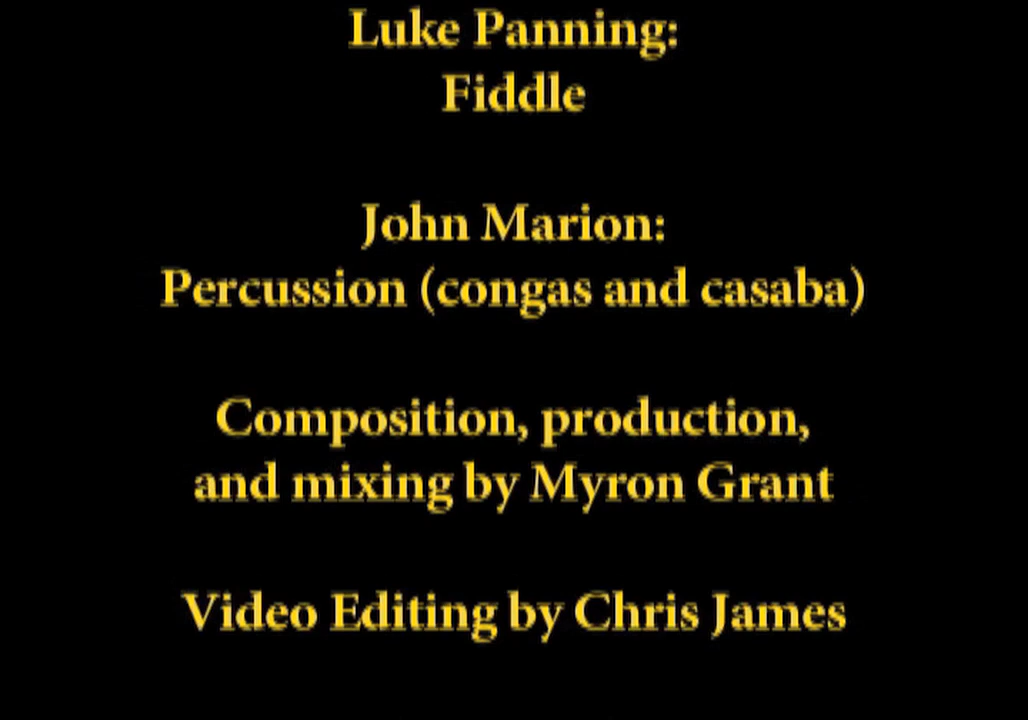 Luke Panning:
Fiddle
John Marion:
Percussion (congas and casaba)
Composition, production,
and mixing by Myron Grant
Video Editing by Chris James